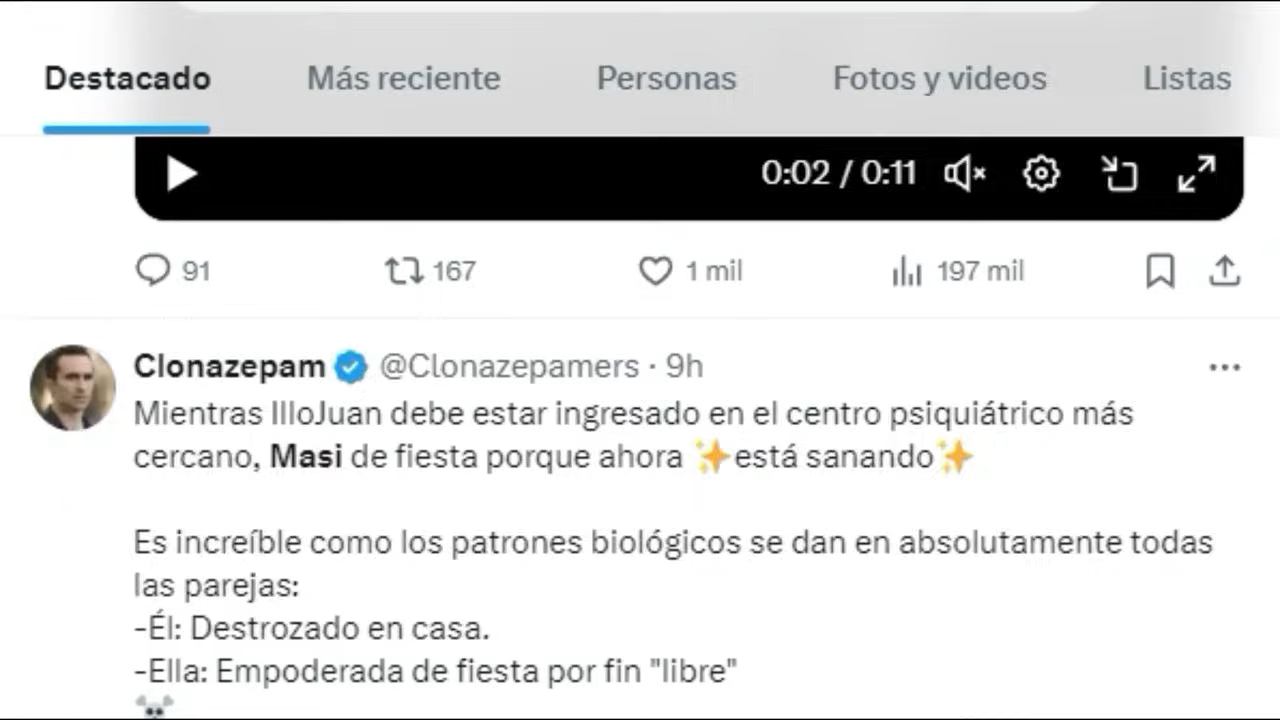 Destacado Más reciente Personas Fotos y videos Listas
0:02 / 0:11
91 167 1 mil 197 mil
Clonazepam @Clonazepamers · 9h
Mientras IlloJuan debe estar ingresado en el centro psiquiátrico más
cercano, Masi de fiesta porque ahora ✨está sanando✨
Es increíble como los patrones biológicos se dan en absolutamente todas
las parejas:
-Él: Destrozado en casa.
-Ella: Empoderada de fiesta por fin "libre"